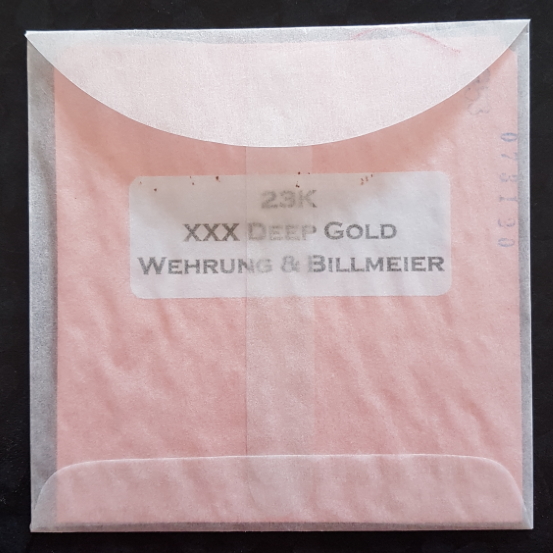 23K
XXX DEEP GOLD
WEHRUNG & BILLMEIER